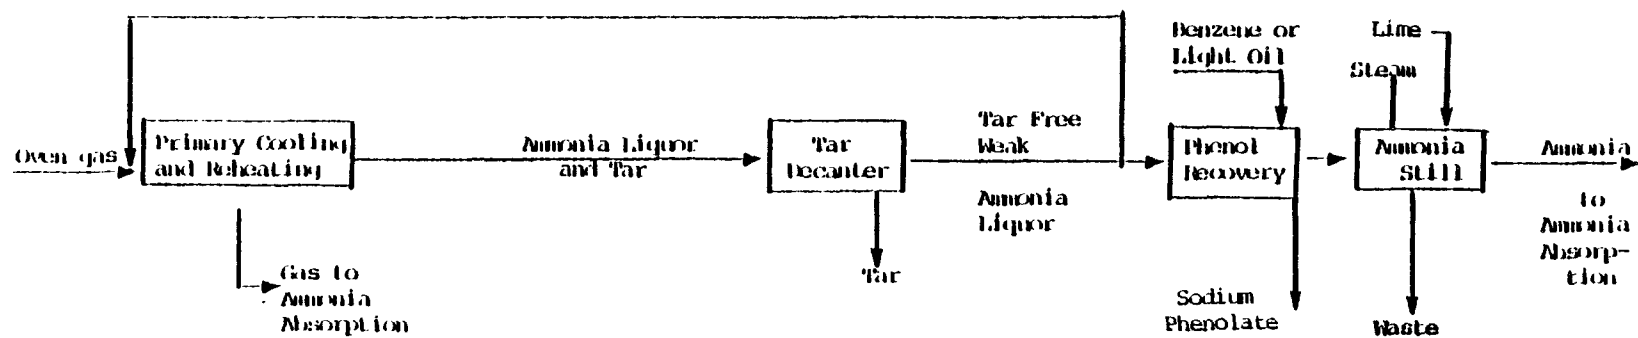 Benzene or
Light Oil
Lime
Steam
Oven gas
Primary Cooling
and Reheating
Ammonia Liquor
and Tar
Tar
Decanter
Tar Free
Weak
Ammonia
Liquor
Phenol
Recovery
Ammonia
Still
Ammonia
to
Ammonia
Absorp-
tion
Gas to
Ammonia
Absorption
Tar
Sodium
Phenolate
Waste